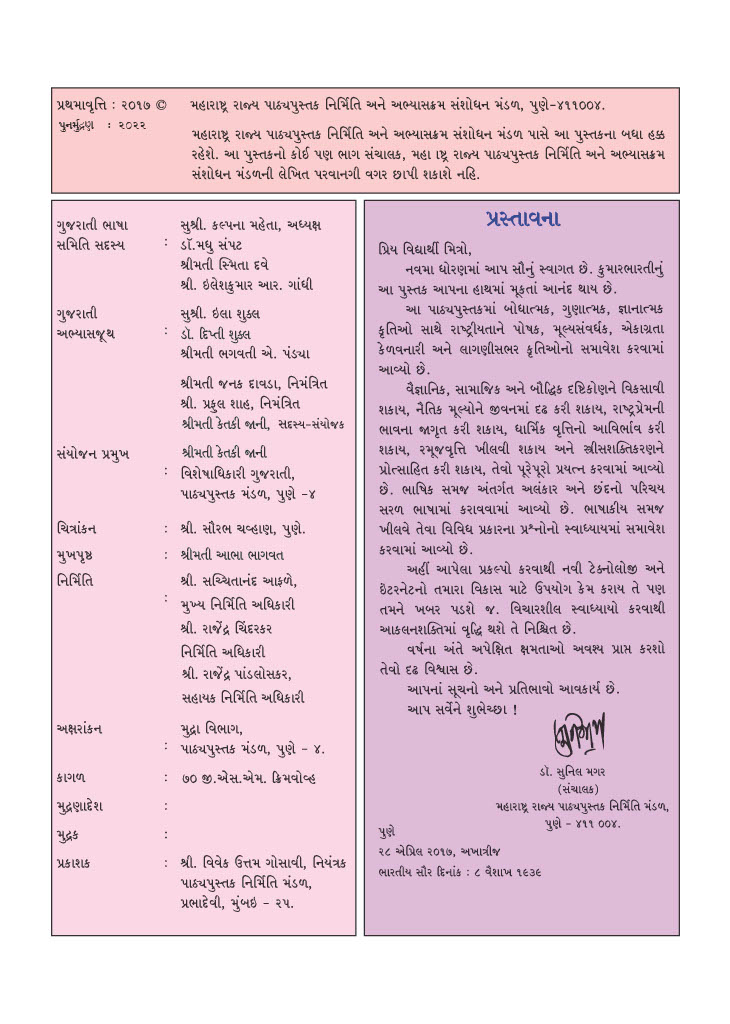 પ્રથમાવૃત્તિ : ૨૦૧૭ © મહારાષ્ટ્ર રાજ્ય પાઠ્યપુસ્તક નિર્મિતિ અને અભ્યાસક્રમ સંશોધન મંડળ, પુણે-૪૧૧૦૦૪.
પુનર્મુદ્રણ : ૨૦૨૨
મહારાષ્ટ્ર રાજ્ય પાઠ્યપુસ્તક નિર્મિતિ અને અભ્યાસક્રમ સંશોધન મંડળ પાસે આ પુસ્તકના બધા હક્ક
રહેશે. આ પુસ્તકનો કોઈ પણ ભાગ સંચાલક, મહા ાષ્ટ્ર રાજ્ય પાઠ્યપુસ્તક નિર્મિતિ અને અભ્યાસક્રમ
સંશોધન મંડળની લેખિત પરવાનગી વગર છાપી શકાશે નહિ.
ગુજરાતી ભાષા સુશ્રી. કલ્પના મહેતા, અધ્યક્ષ
સમિતિ સદસ્ય : ડૉ.મધુ સંપટ
શ્રીમતી સ્મિતા દવે
શ્રી. ઇલેશકુમાર આર. ગાંધી
ગુજરાતી સુશ્રી. ઇલા શુક્લ
અભ્યાસજૂથ : ડૉ. દિપ્તી શુક્લ
શ્રીમતી ભગવતી એ. પંડ્યા
શ્રીમતી જનક દાવડા, નિમંત્રિત
શ્રી. પ્રફુલ શાહ, નિમંત્રિત
શ્રીમતી કેતકી જાની, સદસ્ય-સંયોજક
સંયોજન પ્રમુખ શ્રીમતી કેતકી જાની
: વિશેષાધિકારી ગુજરાતી,
પાઠ્યપુસ્તક મંડળ, પુણે -૪
ચિત્રાંકન : શ્રી. સૌરભ ચવ્હાણ, પુણે.
મુખપૃષ્ઠ : શ્રીમતી આભા ભાગવત
નિર્મિતિ શ્રી. સચ્ચિતાનંદ આફળે,
: મુખ્ય નિર્મિતિ અધિકારી
શ્રી. રાજેંદ્ર ચિંદરકર
નિર્મિતિ અધિકારી
શ્રી. રાજેંદ્ર પાંડલોસકર,
સહાયક નિર્મિતિ અધિકારી
અક્ષરાંકન મુદ્રા વિભાગ,
: પાઠ્યપુસ્તક મંડળ, પુણે - ૪.
કાગળ : ૭૦ જી.એસ.એમ. ક્રિમવોવ્હ
મુદ્રણાદેશ :
મુદ્રક :
પ્રકાશક : શ્રી. વિવેક ઉત્તમ ગોસાવી, નિયંત્રક
પાઠ્યપુસ્તક નિર્મિતિ મંડળ,
પ્રભાદેવી, મુંબઇ - ૨૫.
પ્રસ્તાવના
પ્રિય વિદ્યાર્થી મિત્રો,
નવમા ધોરણમાં આપ સૌનું સ્વાગત છે. કુમારભારતીનું
આ પુસ્તક આપના હાથમાં મૂકતાં આનંદ થાય છે.
આ પાઠ્યપુસ્તકમાં બોધાત્મક, ગુણાત્મક, જ્ઞાનાત્મક
કૃતિઓ સાથે રાષ્ટ્રીયતાને પોષક, મૂલ્યસંવર્ધક, એકાગ્રતા
કેળવનારી અને લાગણીસભર કૃતિઓનો સમાવેશ કરવામાં
આવ્યો છે.
વૈજ્ઞાનિક, સામાજિક અને બૌદ્ધિક દષ્ટિકોણને વિકસાવી
શકાય, નૈતિક મૂલ્યોને જીવનમાં દઢ કરી શકાય, રાષ્ટ્રપ્રેમની
ભાવના જાગૃત કરી શકાય, ધાર્મિક વૃત્તિનો આવિર્ભાવ કરી
શકાય, રમૂજવૃત્તિ ખીલવી શકાય અને સ્ત્રીસશક્તિકરણને
પ્રોત્સાહિત કરી શકાય, તેવો પૂરેપૂરો પ્રયત્ન કરવામાં આવ્યો
છે. ભાષિક સમજ અંતર્ગત અલંકાર અને છંદનો પરિચય
સરળ ભાષામાં કરાવવામાં આવ્યો છે. ભાષાકીય સમજ
ખીલવે તેવા વિવિધ પ્રકારના પ્રશ્નોનો સ્વાધ્યાયમાં સમાવેશ
કરવામાં આવ્યો છે.
અહીં આપેલા પ્રકલ્પો કરવાથી નવી ટેક્નોલોજી અને
ઇંટરનેટનો તમારા વિકાસ માટે ઉપયોગ કેમ કરાય તે પણ
તમને ખબર પડશે જ. વિચારશીલ સ્વાધ્યાયો કરવાથી
આકલનશક્તિમાં વૃદ્ધિ થશે તે નિશ્ચિત છે.
વર્ષના અંતે અપેક્ષિત ક્ષમતાઓ અવશ્ય પ્રાપ્ત કરશો
તેવો દઢ વિશ્વાસ છે.
આપનાં સૂચનો અને પ્રતિભાવો આવકાર્ય છે.
આપ સર્વેને શુભેચ્છા !
ડૉ. સુનિલ મગર
(સંચાલક)
મહારાષ્ટ્ર રાજ્ય પાઠ્યપુસ્તક નિર્મિતિ મંડળ,
પુણે - ૪૧૧ ૦૦૪.
પુણે
૨૮ એપ્રિલ ૨૦૧૭, અખાત્રીજ
ભારતીય સૌર દિનાંક : ૮ વૈશાખ ૧૯૩૯